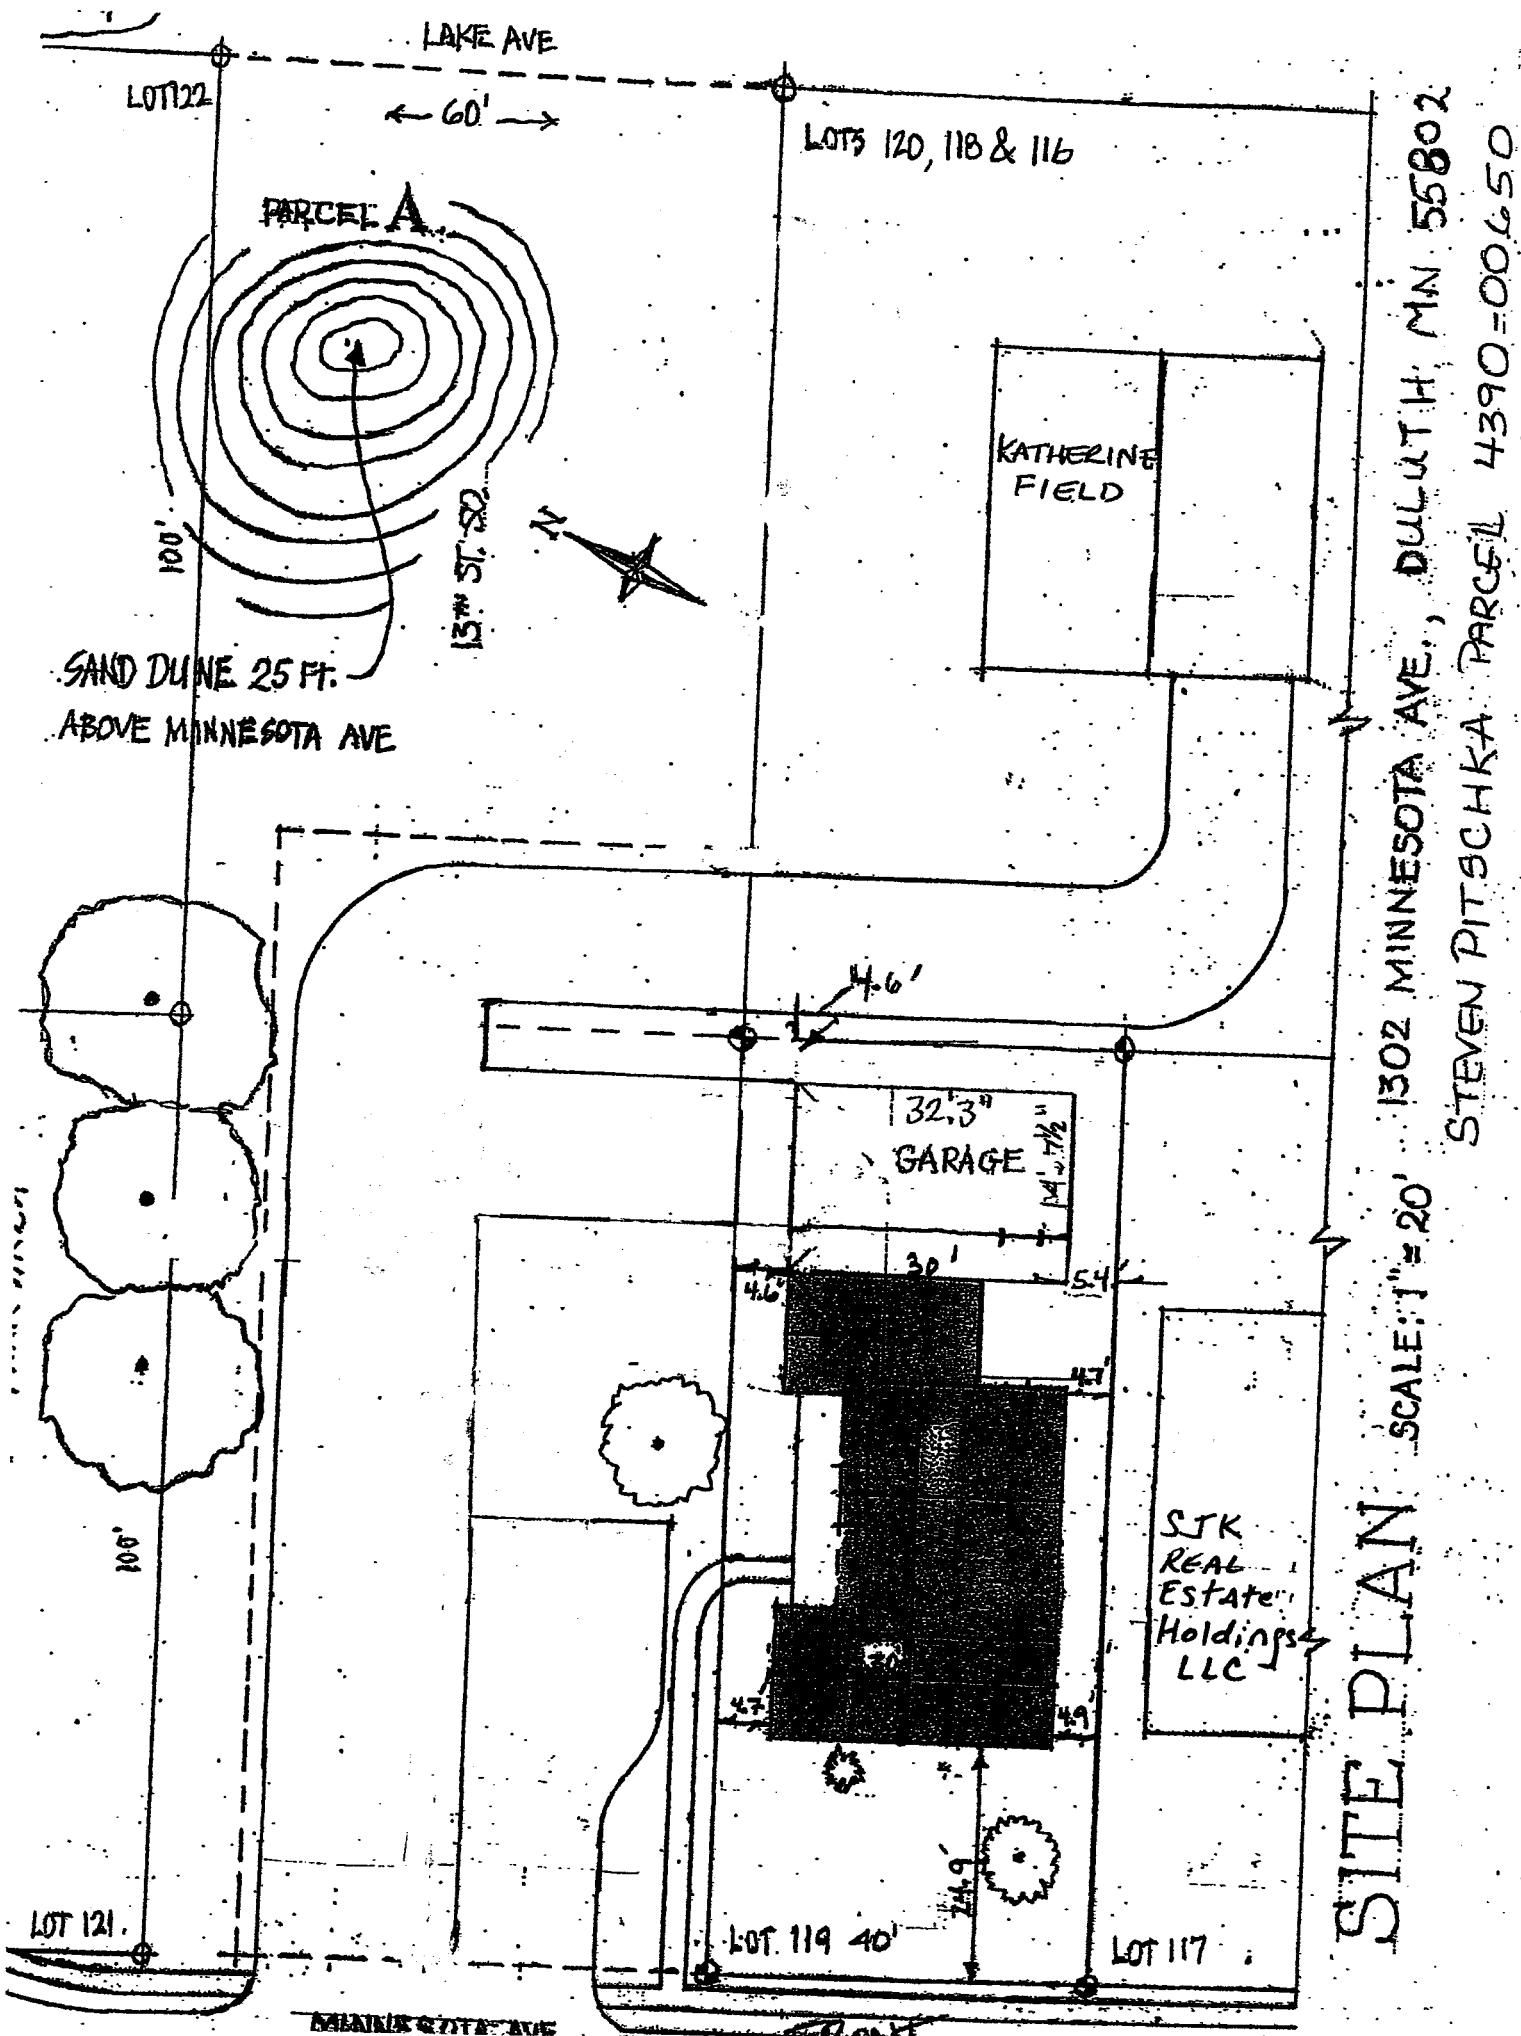 LAKE AVE
LOT 122
← 60' →
LOTS 120, 118 & 116
PARCEL A
KATHERINE
FIELD
100'
13TH ST. SO.
N
SAND DUNE 25 FT.
ABOVE MINNESOTA AVE
4.6'
32'.3"
GARAGE
14'. 7½"
30'
4.6'
5.4'
4.7'
100'
SJK
REAL
Estate
Holdings
LLC
4.7'
4.9'
24.9'
LOT 121
LOT 119 40'
LOT 117
MINNESOTA AVE
SITE PLAN SCALE: 1" = 20' 1302 MINNESOTA AVE., DULUTH, MN 55802
STEVEN PITSCHKA PARCEL 4390=00650